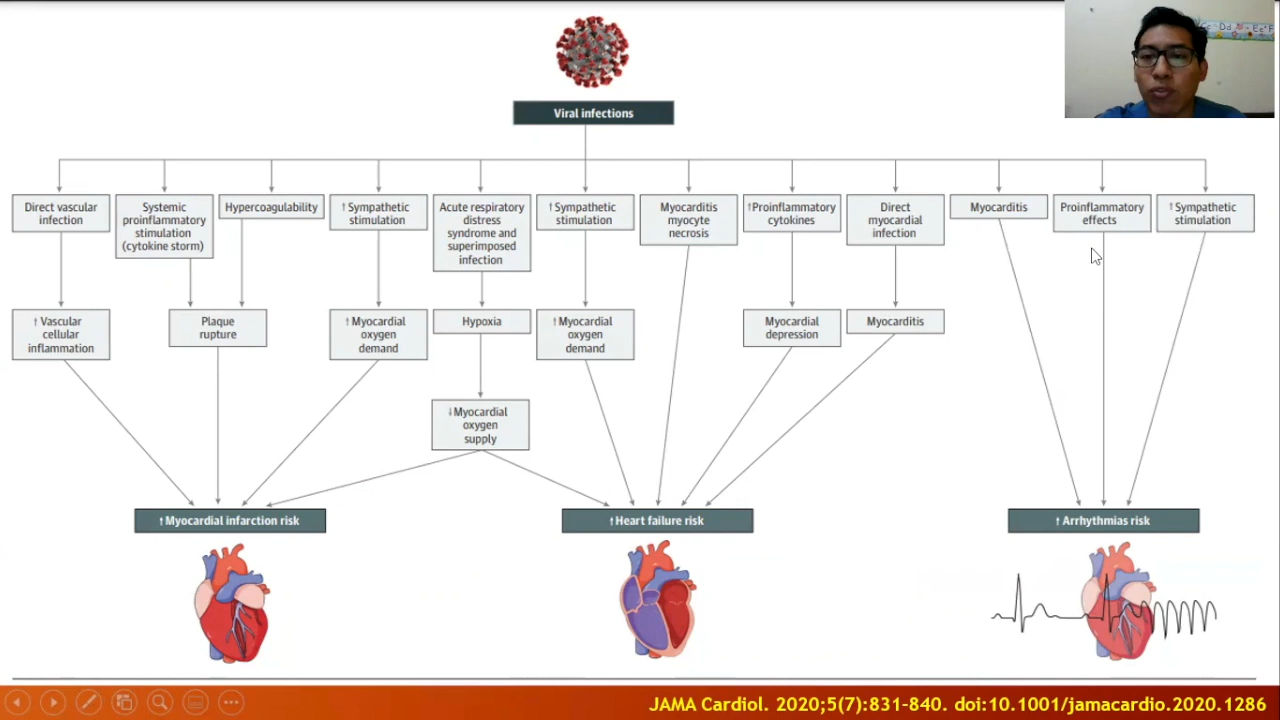 Dd Ee F
Viral infections
Direct vascular
infection
Systemic
proinflammatory
stimulation
(cytokine storm)
Hypercoagulability
↑ Sympathetic
stimulation
Acute respiratory
distress
syndrome and
superimposed
infection
↑ Sympathetic
stimulation
Myocarditis
myocyte
necrosis
↑Proinflammatory
cytokines
Direct
myocardial
infection
Myocarditis
Proinflammatory
effects
↑ Sympathetic
stimulation
↑ Vascular
cellular
inflammation
Plaque
rupture
↑ Myocardial
oxygen
demand
Hypoxia
↑ Myocardial
oxygen
demand
Myocardial
depression
Myocarditis
↓Myocardial
oxygen
supply
↑Myocardial infarction risk
↑Heart failure risk
↑ Arrhythmias risk
JAMA Cardiol. 2020;5(7):831-840. doi:10.1001/jamacardio.2020.1286